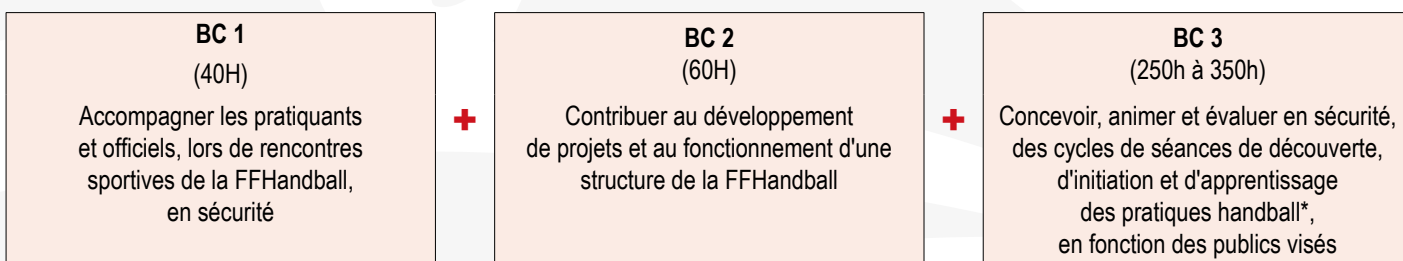 BC 1
(40H)
Accompagner les pratiquants
et officiels, lors de rencontres
sportives de la FFHandball,
en sécurité
+
BC 2
(60H)
Contribuer au développement
de projets et au fonctionnement d'une
structure de la FFHandball
+
BC 3
(250h à 350h)
Concevoir, animer et évaluer en sécurité,
des cycles de séances de découverte,
d'initiation et d'apprentissage
des pratiques handball*,
en fonction des publics visés